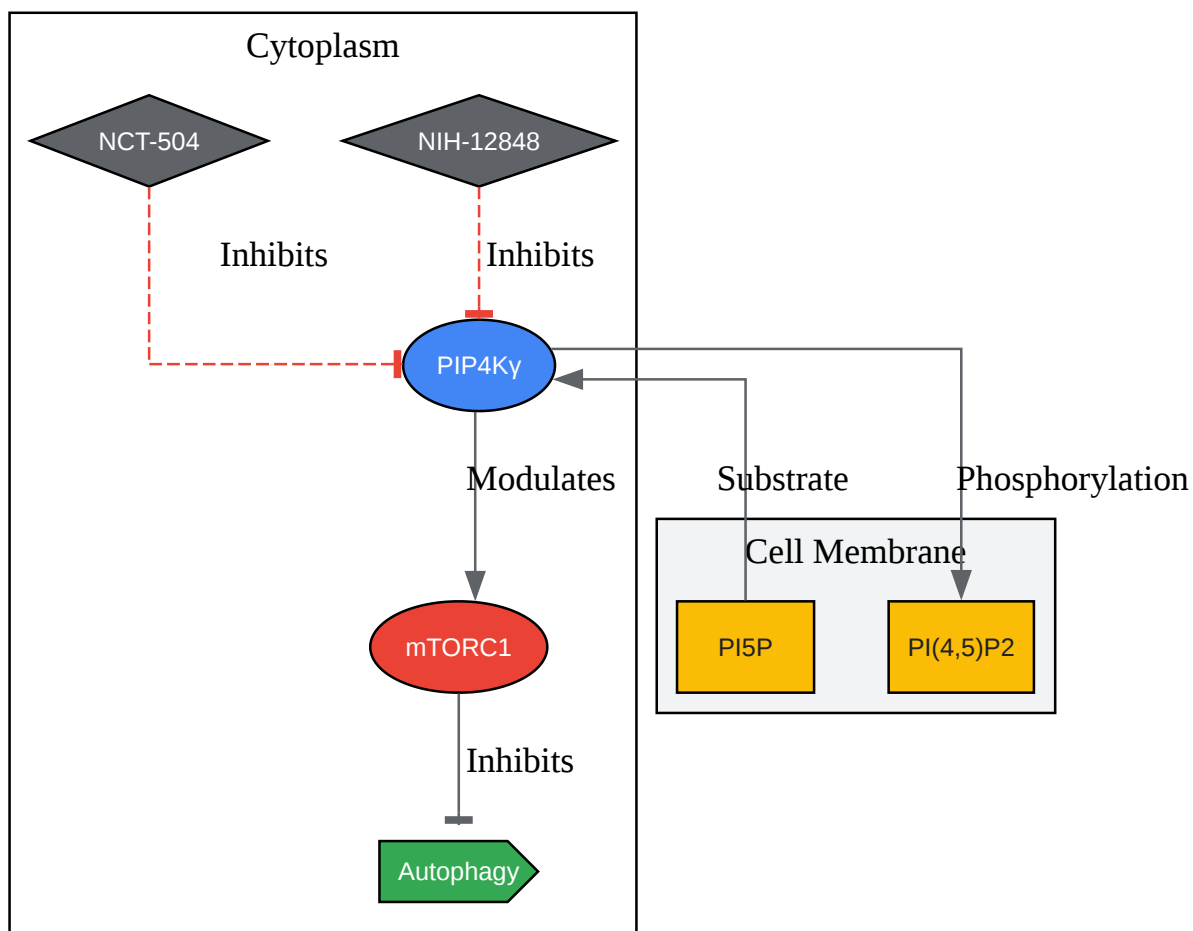 Cytoplasm
NCT-504
NIH-12848
Inhibits
Inhibits
PIP4Kγ
Modulates
Substrate
Phosphorylation
Cell Membrane
mTORC1
PI5P
PI(4,5)P2
Inhibits
Autophagy